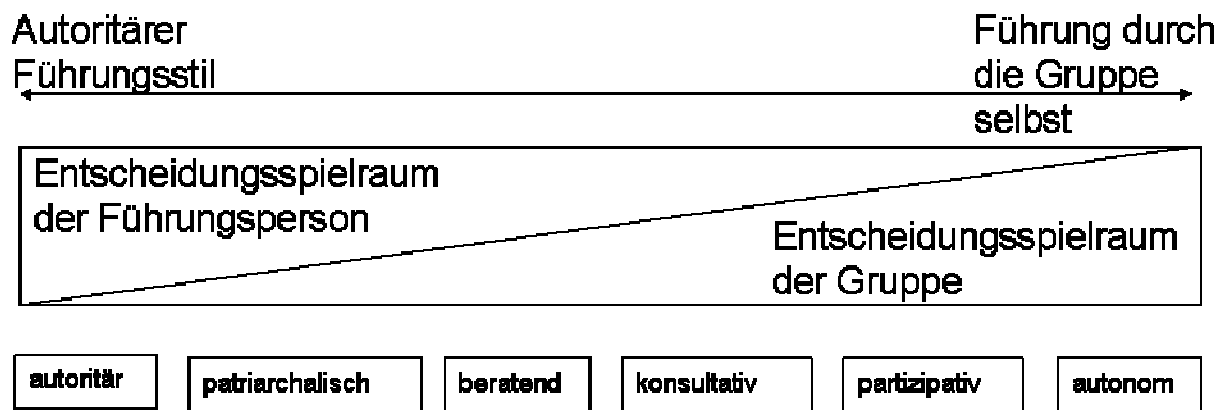 Autoritärer
Führungsstil
Führung durch
die Gruppe
selbst
Entscheidungsspielraum
der Führungsperson
Entscheidungsspielraum
der Gruppe
autoritär
patriarchalisch
beratend
konsultativ
partizipativ
autonom